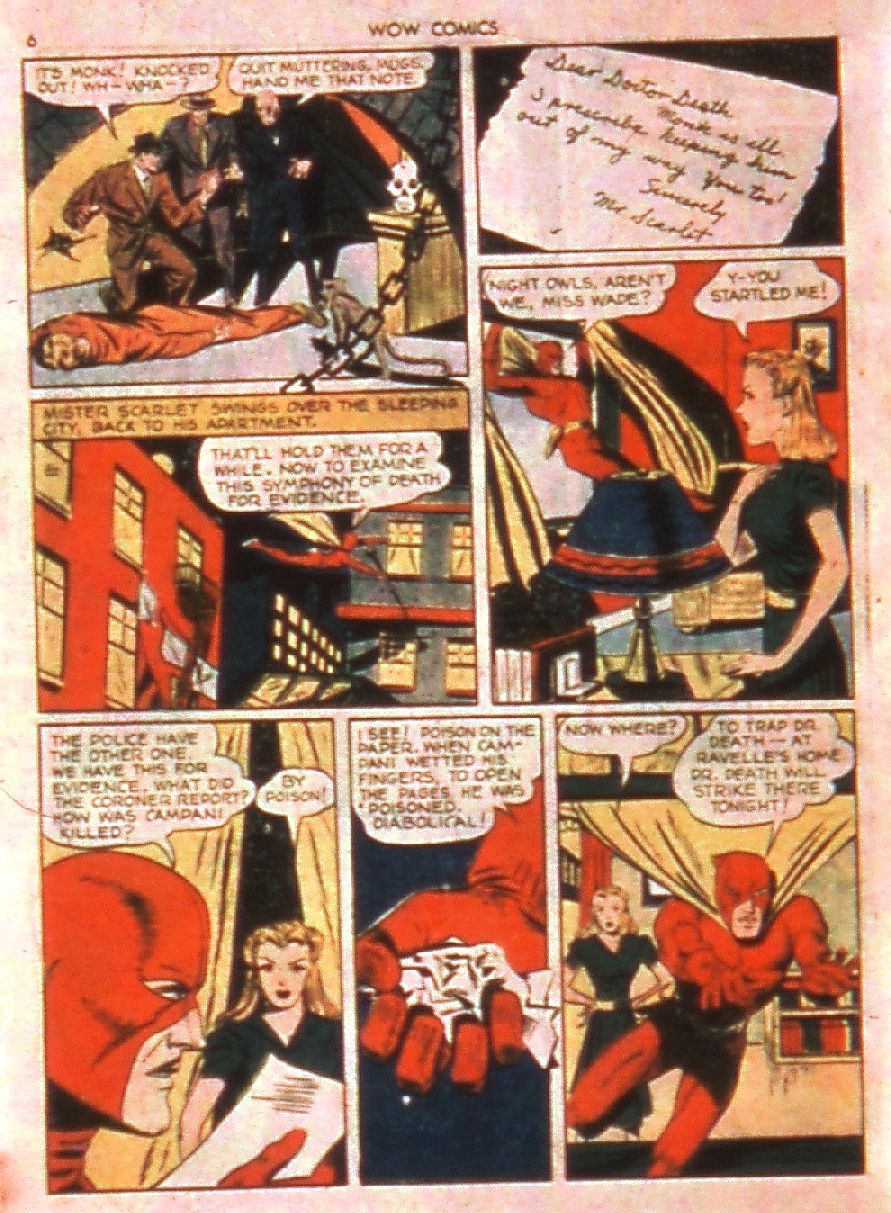 6
WOW COMICS
IT'S MONK! KNOCKED
OUT! WH-WHA-?
QUIT MUTTERING, MUGS.
HAND ME THAT NOTE.
Dear Doctor Death
Monk is ill.
I prescribe keeping him
out of my way. You too!
Sincerely
Mr Scarlet
MISTER SCARLET SWINGS OVER THE SLEEPING
CITY, BACK TO HIS APARTMENT.
THAT'LL HOLD THEM FOR A
WHILE. NOW TO EXAMINE
THIS SYMPHONY OF DEATH
FOR EVIDENCE.
NIGHT OWLS, AREN'T
WE, MISS WADE?
Y-YOU
STARTLED ME!
THE POLICE HAVE
THE OTHER ONE.
WE HAVE THIS FOR
EVIDENCE. WHAT DID
THE CORONER REPORT?
HOW WAS CAMPANI
KILLED?
BY
POISON!
I SEE! POISON ON THE
PAPER. WHEN CAM-
PANI WETTED HIS
FINGERS, TO OPEN
THE PAGES, HE WAS
POISONED.
DIABOLICAL!
NOW WHERE?
TO TRAP DR.
DEATH — AT
RAVELLE'S HOME.
DR. DEATH WILL
STRIKE THERE
TONIGHT!